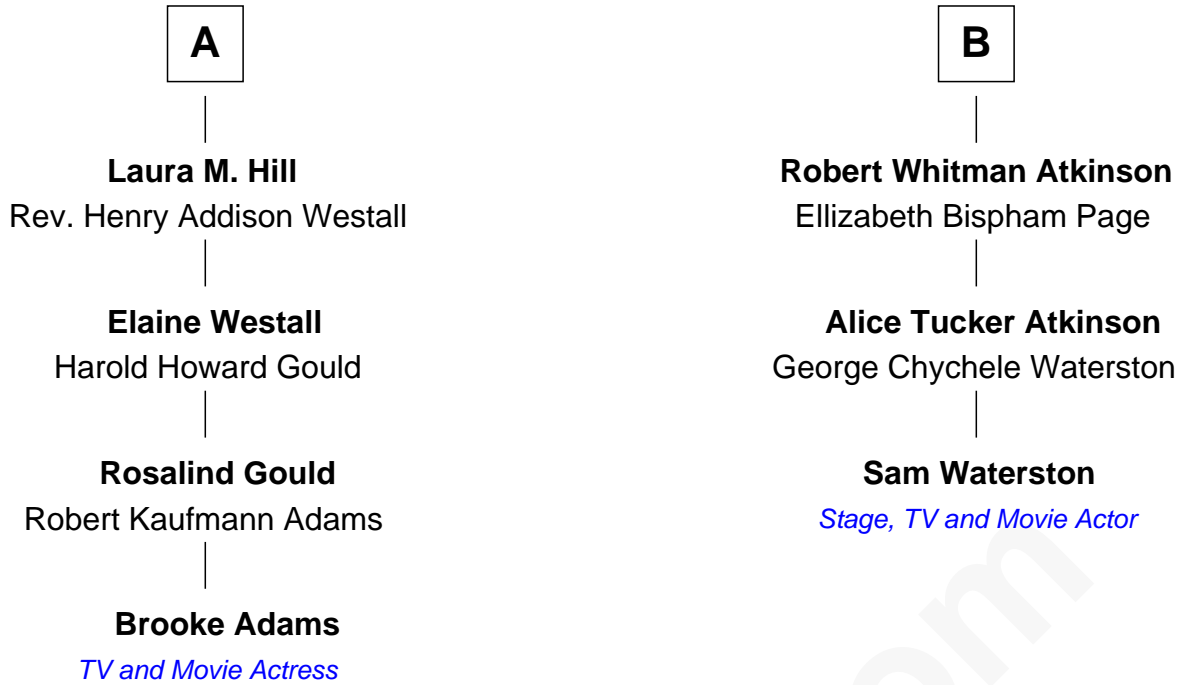 A
Laura M. Hill
Rev. Henry Addison Westall
Elaine Westall
Harold Howard Gould
Rosalind Gould
Robert Kaufmann Adams
Brooke Adams
TV and Movie Actress
B
Robert Whitman Atkinson
Ellizabeth Bispham Page
Alice Tucker Atkinson
George Chychele Waterston
Sam Waterston
Stage, TV and Movie Actor
om